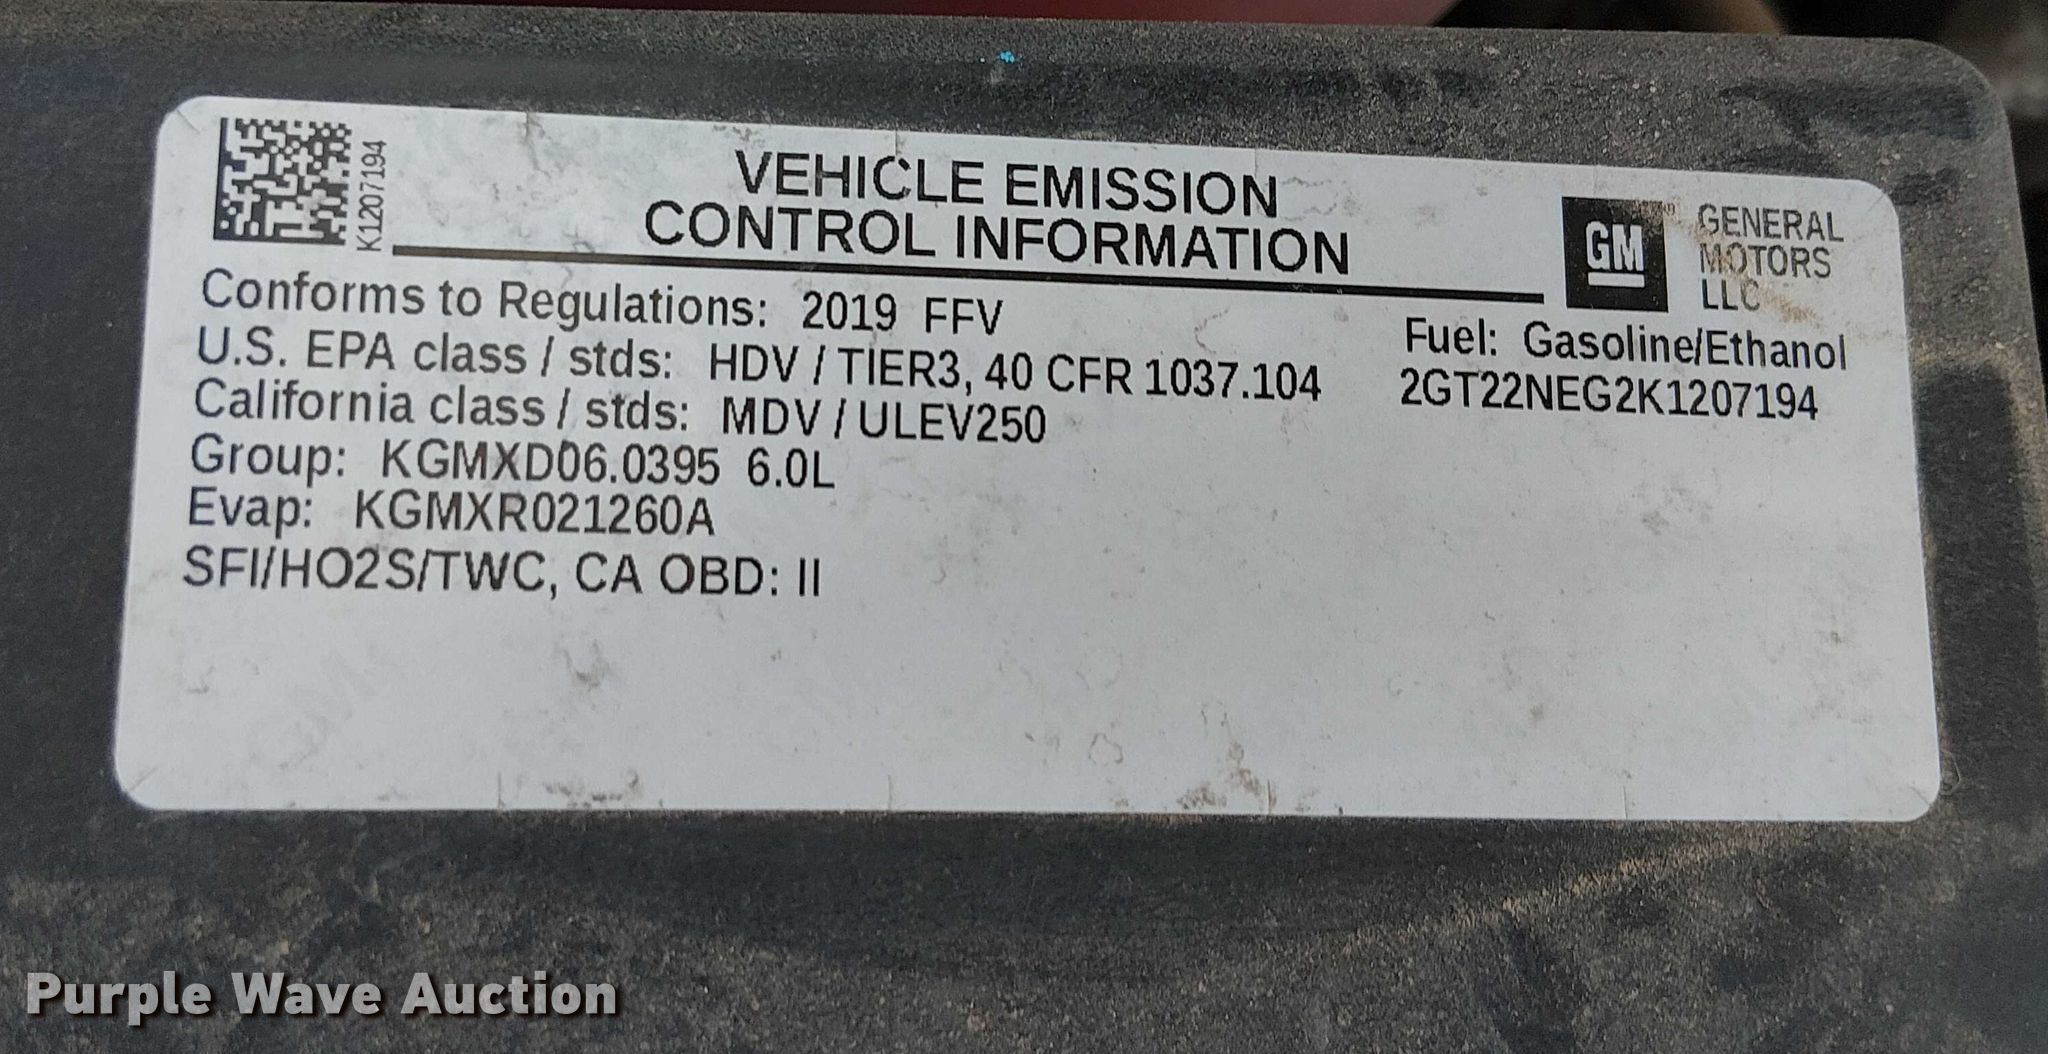 K1207194
VEHICLE EMISSION
CONTROL INFORMATION
GM
GENERAL
MOTORS
LLC
Conforms to Regulations: 2019 FFV
Fuel: Gasoline/Ethanol
U.S. EPA class / stds: HDV / TIER3, 40 CFR 1037.104
2GT22NEG2K1207194
California class / stds: MDV / ULEV250
Group: KGMXD06.0395 6.0L
Evap: KGMXR021260A
SFI/HO2S/TWC, CA OBD: II
Purple Wave Auction